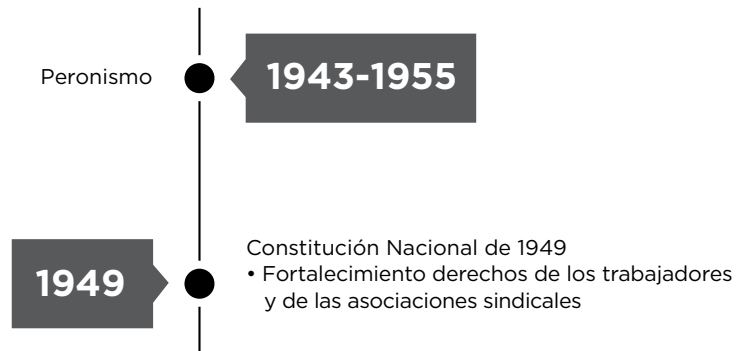 Peronismo
1943-1955
1949
Constitución Nacional de 1949
• Fortalecimiento derechos de los trabajadores
y de las asociaciones sindicales